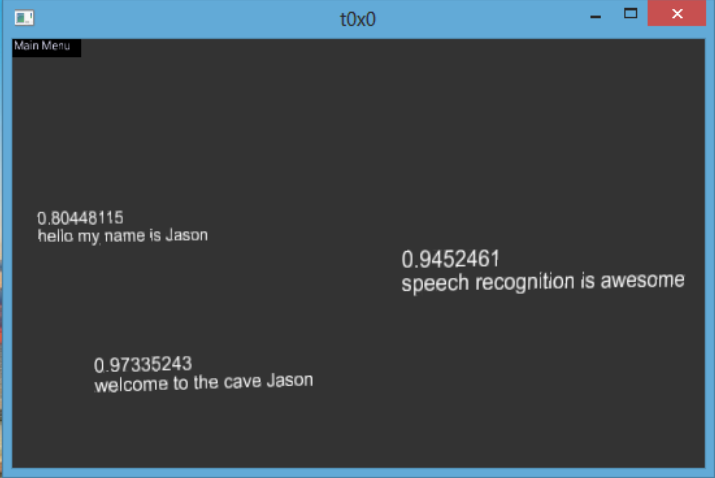 t0x0
Main Menu
0.80448115
hello my name is Jason
0.9452461
speech recognition is awesome
0.97335243
welcome to the cave Jason